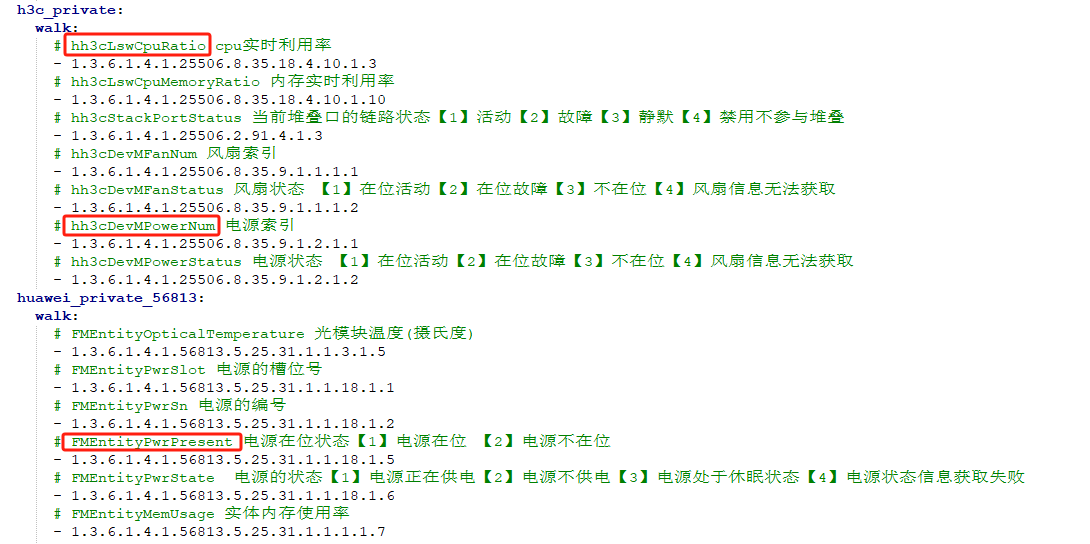 h3c_private:
walk:
# hh3cLswCpuRatio cpu实时利用率
- 1.3.6.1.4.1.25506.8.35.18.4.10.1.3
# hh3cLswCpuMemoryRatio 内存实时利用率
- 1.3.6.1.4.1.25506.8.35.18.4.10.1.10
# hh3cStackPortStatus 当前堆叠口的链路状态【1】活动【2】故障【3】静默【4】禁用不参与堆叠
- 1.3.6.1.4.1.25506.2.91.4.1.3
# hh3cDevMFanNum 风扇索引
- 1.3.6.1.4.1.25506.8.35.9.1.1.1.1
# hh3cDevMFanStatus 风扇状态 【1】在位活动【2】在位故障【3】不在位【4】风扇信息无法获取
- 1.3.6.1.4.1.25506.8.35.9.1.1.1.2
# hh3cDevMPowerNum 电源索引
- 1.3.6.1.4.1.25506.8.35.9.1.2.1.1
# hh3cDevMPowerStatus 电源状态 【1】在位活动【2】在位故障【3】不在位【4】风扇信息无法获取
- 1.3.6.1.4.1.25506.8.35.9.1.2.1.2
huawei_private_56813:
walk:
# FMEntityOpticalTemperature 光模块温度(摄氏度)
- 1.3.6.1.4.1.56813.5.25.31.1.1.3.1.5
# FMEntityPwrSlot 电源的槽位号
- 1.3.6.1.4.1.56813.5.25.31.1.1.18.1.1
# FMEntityPwrSn 电源的编号
- 1.3.6.1.4.1.56813.5.25.31.1.1.18.1.2
# FMEntityPwrPresent 电源在位状态【1】电源在位 【2】电源不在位
- 1.3.6.1.4.1.56813.5.25.31.1.1.18.1.5
# FMEntityPwrState 电源的状态【1】电源正在供电【2】电源不供电【3】电源处于休眠状态【4】电源状态信息获取失败
- 1.3.6.1.4.1.56813.5.25.31.1.1.18.1.6
# FMEntityMemUsage 实体内存使用率
- 1.3.6.1.4.1.56813.5.25.31.1.1.1.1.7